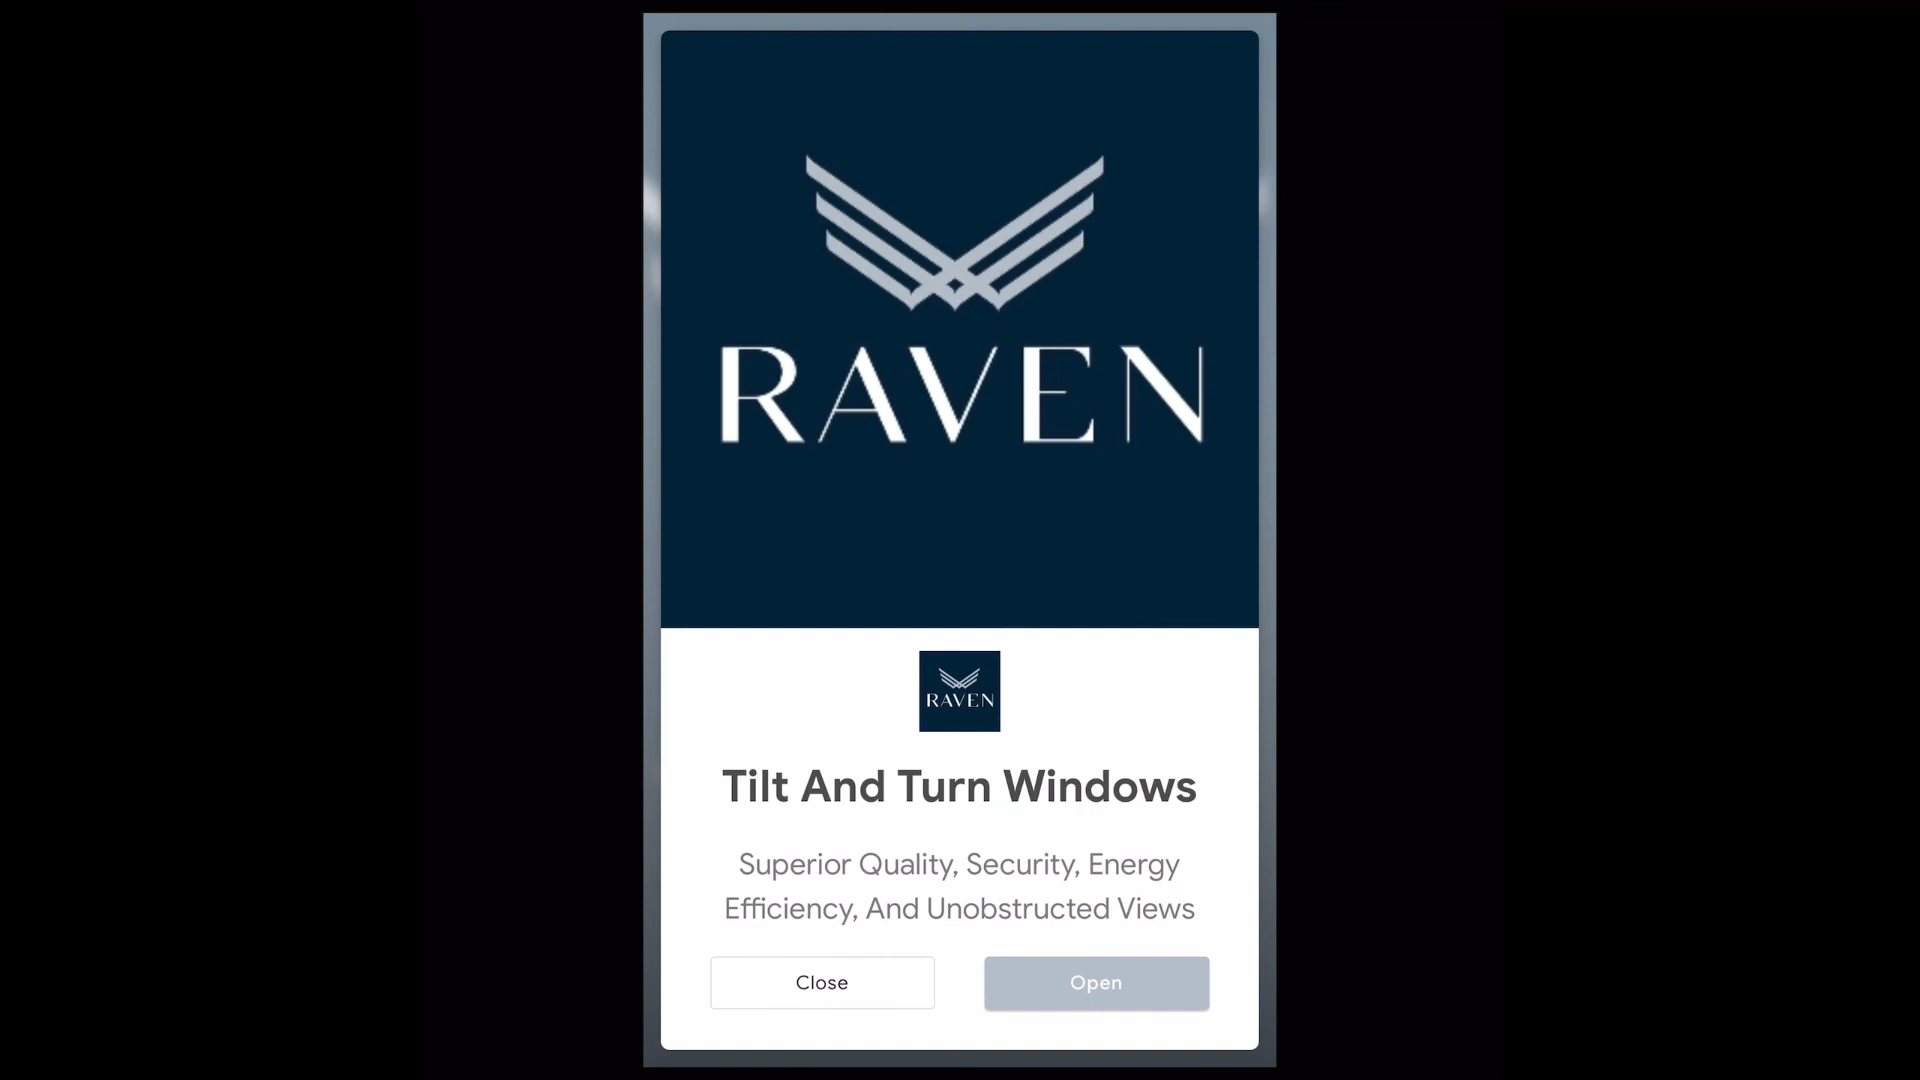 RAVEN
RAVEN
Tilt And Turn Windows
Superior Quality, Security, Energy
Efficiency, And Unobstructed Views
Close
Open